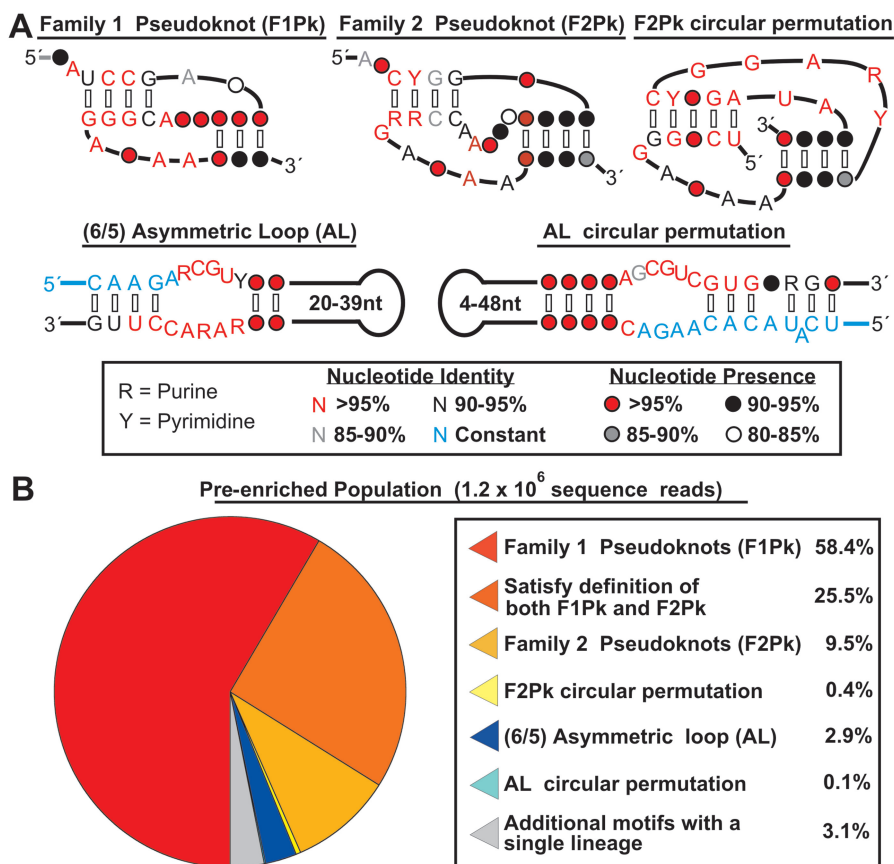 A
Family 1 Pseudoknot (F1Pk)
Family 2 Pseudoknot (F2Pk)
F2Pk circular permutation
5´
A
U C C G A
G G G C A
A A A
3´
5´
A
C Y G G
R R C C A A
G
A A A
3´
G G A R
C Y G A U A Y
3´
G G C U
5´
G
A A A
(6/5) Asymmetric Loop (AL)
AL circular permutation
5´ C A A G A R C G U Y
20-39nt
3´ G U U C C A R A R
4-48nt
A G C G U C G U G R G 3´
C A G A A C A C A U A C U 5´
R = Purine
Y = Pyrimidine
Nucleotide Identity
N >95%
N 90-95%
N 85-90%
N Constant
Nucleotide Presence
>95%
90-95%
85-90%
80-85%
B
Pre-enriched Population (1.2 x 10⁶ sequence reads)
Family 1 Pseudoknots (F1Pk) 58.4%
Satisfy definition of
both F1Pk and F2Pk 25.5%
Family 2 Pseudoknots (F2Pk) 9.5%
F2Pk circular permutation 0.4%
(6/5) Asymmetric loop (AL) 2.9%
AL circular permutation 0.1%
Additional motifs with a
single lineage 3.1%